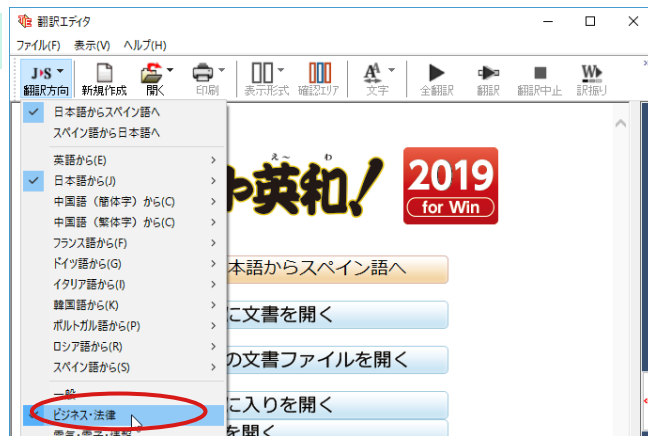 翻訳エディタ
ファイル(F) 表示(V) ヘルプ(H)
J▸S
翻訳方向 新規作成 開く 印刷 表示形式 確認エリア 文字 全翻訳 翻訳 翻訳中止 訳振り
日本語からスペイン語へ
スペイン語から日本語へ
英語から(E)
日本語から(J)
中国語（簡体字）から(C)
中国語（繁体字）から(C)
フランス語から(F)
ドイツ語から(G)
イタリア語から(I)
韓国語から(K)
ポルトガル語から(P)
ロシア語から(R)
スペイン語から(S)
一般
ビジネス・法律
電気・電子・情報
え～ わ
や英和!
2019
for Win
本語からスペイン語へ
に文書を開く
の文書ファイルを開く
に入りを開く
を開く